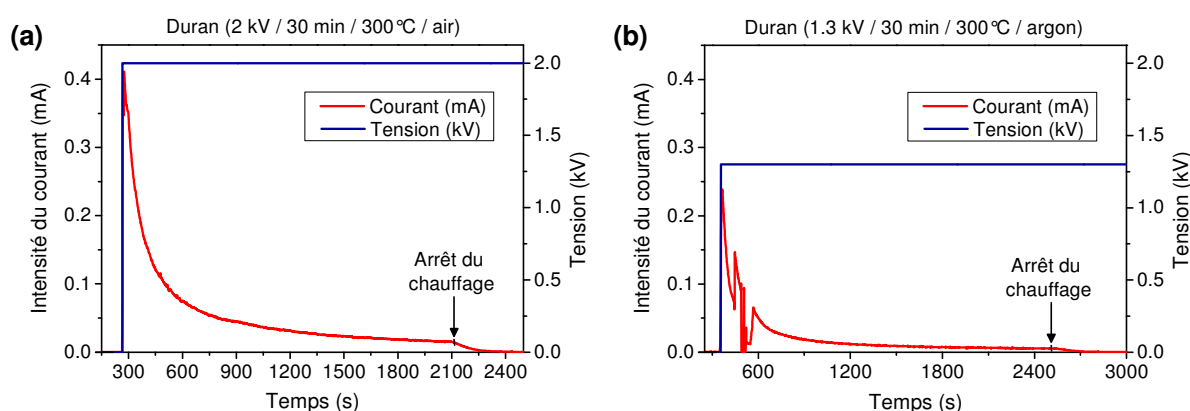 (a)
Duran (2 kV / 30 min / 300°C / air)
Intensité du courant (mA)
0.4
0.3
0.2
0.1
0.0
Courant (mA)
Tension (kV)
Arrêt du
chauffage
2.0
1.5
1.0
0.5
0.0
Tension (kV)
300 600 900 1200 1500 1800 2100 2400
Temps (s)
(b)
Duran (1.3 kV / 30 min / 300°C / argon)
Intensité du courant (mA)
0.4
0.3
0.2
0.1
0.0
Courant (mA)
Tension (kV)
Arrêt du
chauffage
2.0
1.5
1.0
0.5
0.0
Tension (kV)
600 1200 1800 2400 3000
Temps (s)